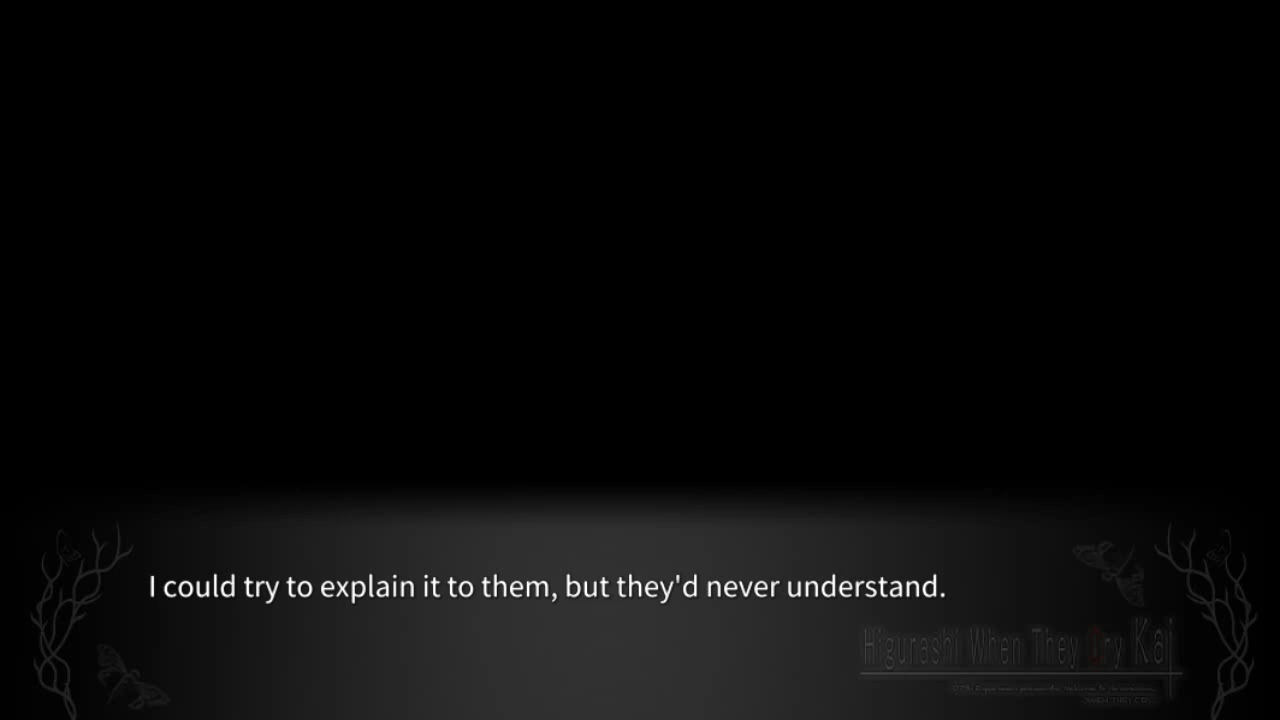 I could try to explain it to them, but they'd never understand.
Higurashi When They Cry Kai